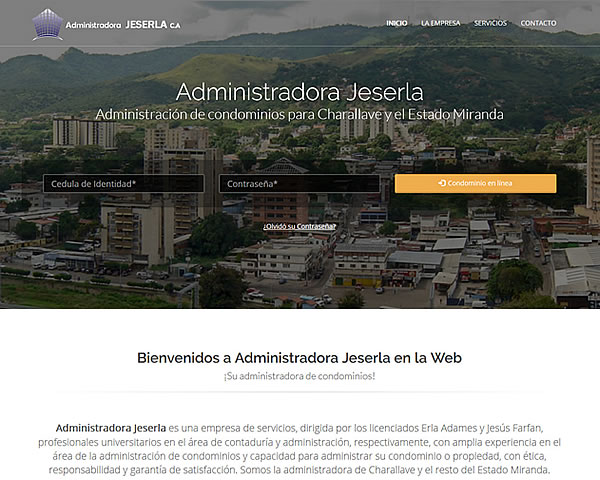 Administradora JESERLA C.A
INICIO LA EMPRESA SERVICIOS CONTACTO
Administradora Jeserla
Administración de condominios para Charallave y el Estado Miranda
Cedula de Identidad*
Contraseña*
Condominio en línea
¿Olvidó su Contraseña?
Bienvenidos a Administradora Jeserla en la Web
¡Su administradora de condominios!
Administradora Jeserla es una empresa de servicios, dirigida por los licenciados Erla Adames y Jesús Farfan,
profesionales universitarios en el área de contaduría y administración, respectivamente, con amplia experiencia en el
área de la administración de condominios y capacidad para administrar su condominio o propiedad, con ética,
responsabilidad y garantía de satisfacción. Somos la administradora de Charallave y el resto del Estado Miranda.